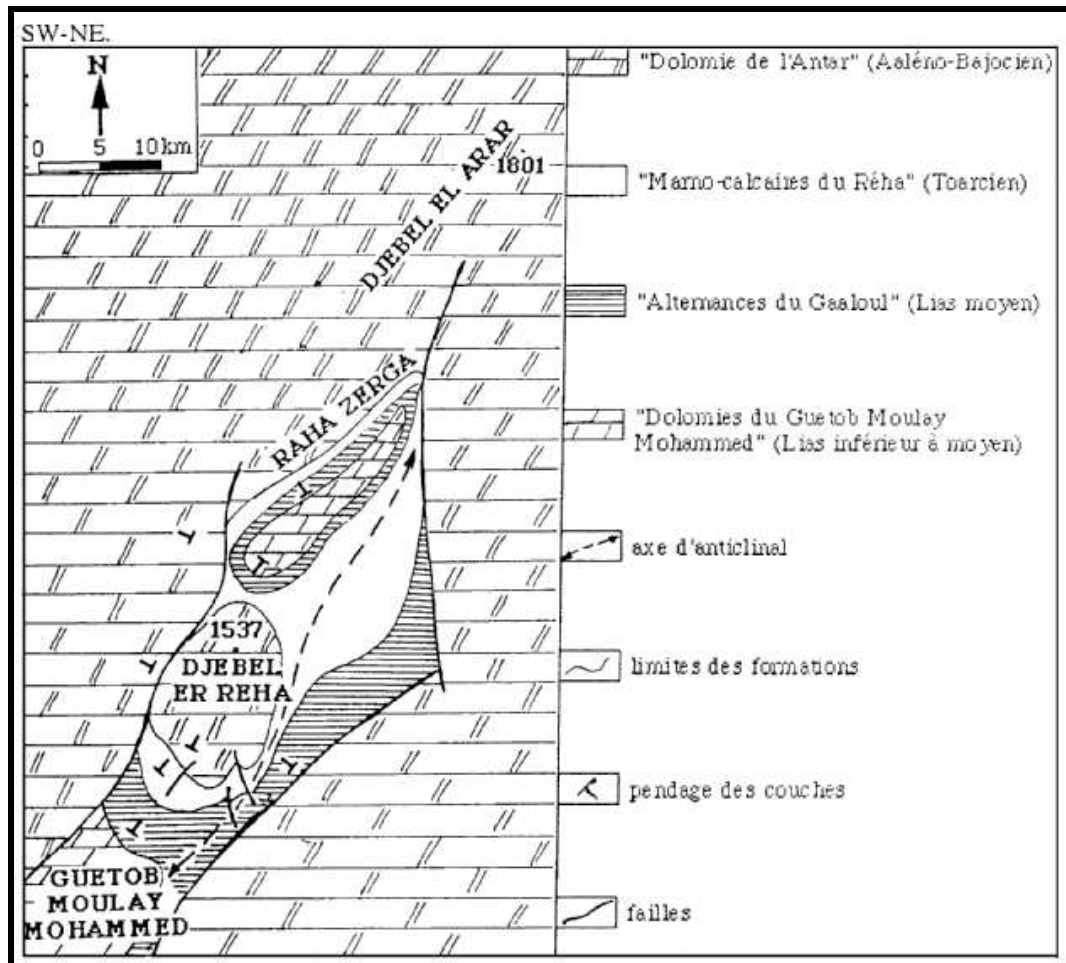 SW-NE.
N
0 5 10 km
DJEBEL EL ARAR
1801
RAHA ZERGA
1537
DJEBEL
ER REHA
GUETOB
MOULAY
MOHAMMED
"Dolomie de l'Antar" (Aaléno-Bajocien)
"Marno-calcaires du Réha" (Toarcien)
"Alternances du Gaaloul" (Lias moyen)
"Dolomies du Guetob Moulay
Mohammed" (Lias inférieur à moyen)
axe d'anticlinal
limites des formations
pendage des couches
failles